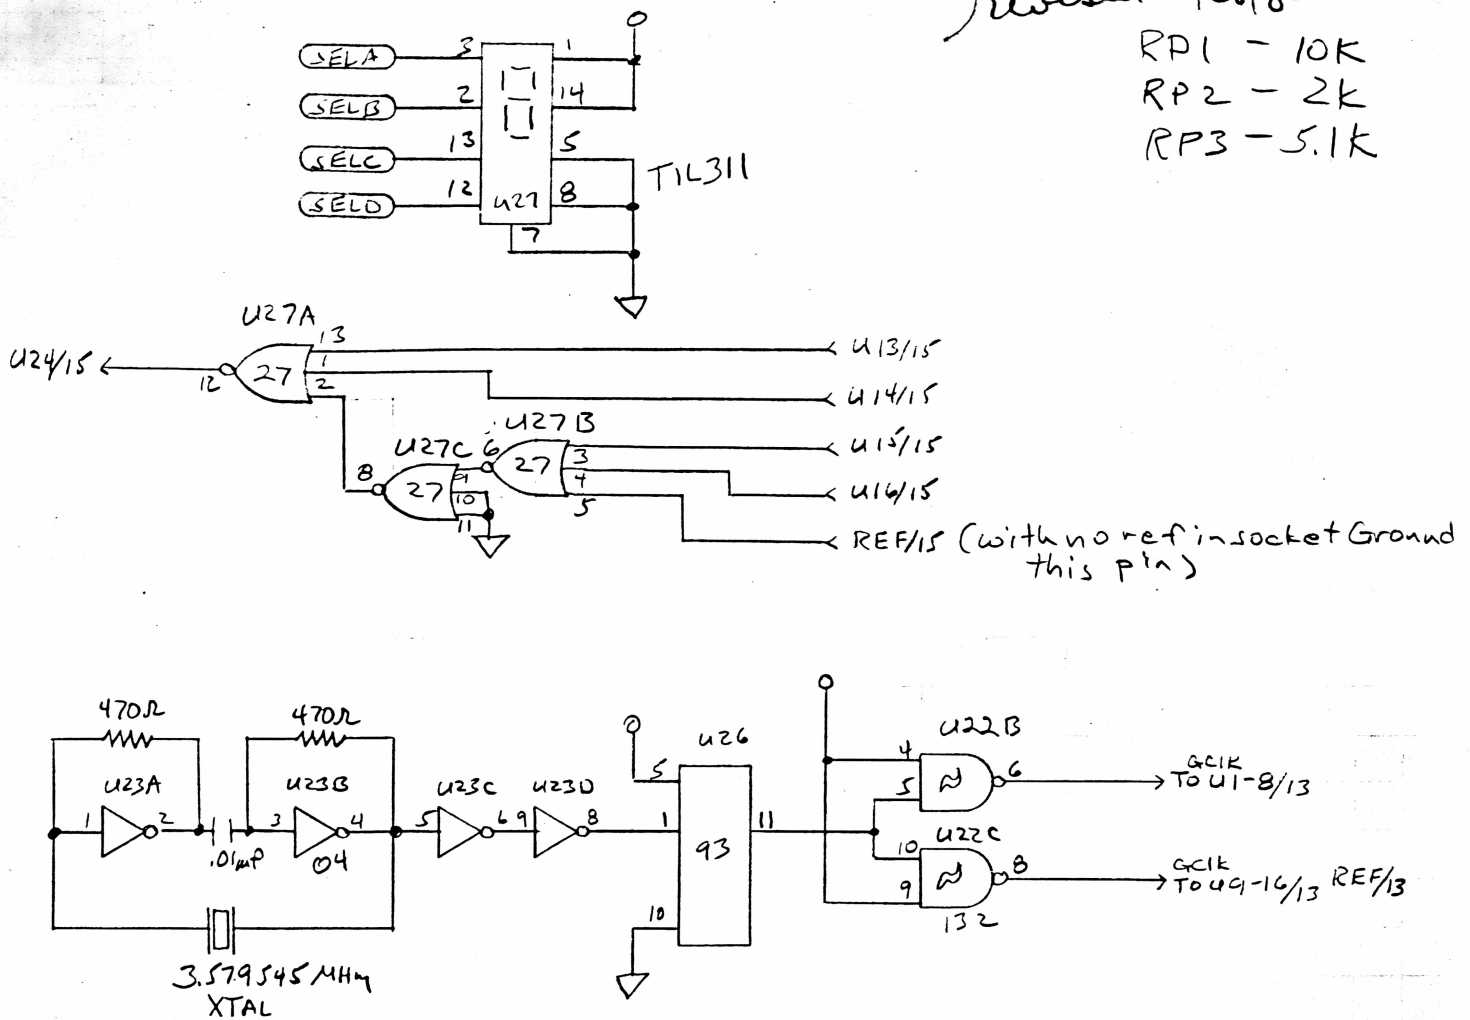 RP1 - 10K
RP2 - 2K
RP3 - 5.1K
SELA 3 1
SELB 2 14
SELC 13 5
SELD 12 8
U27
7
TIL311
U27A
13
U24/15 12 27 1 2
U13/15
U14/15
U27B
U15/15
U27C 6 27 3 4 5
U16/15
8 27 9 10 11
REF/15 (with no ref in socket Ground
this pin)
470Ω 470Ω
U23A U23B U23C U23D
1 2 3 4 5 6 9 8
.01µF 04
3.579545 MHz
XTAL
U26
5
1 11
93
10
U22B
4
5 6
GClK
TO U1-8/13
U22C
10
9 8
132
GClK
TO U9-16/13 REF/13